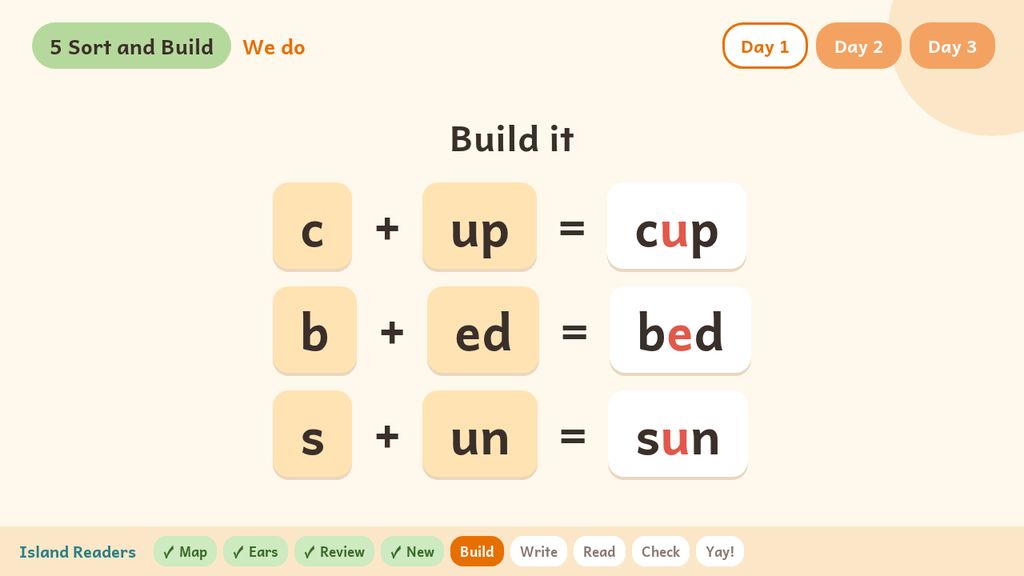 5 Sort and Build We do Day 1 Day 2 Day 3
Build it
c + up = cup
b + ed = bed
s + un = sun
Island Readers ✓ Map ✓ Ears ✓ Review ✓ New Build Write Read Check Yay!